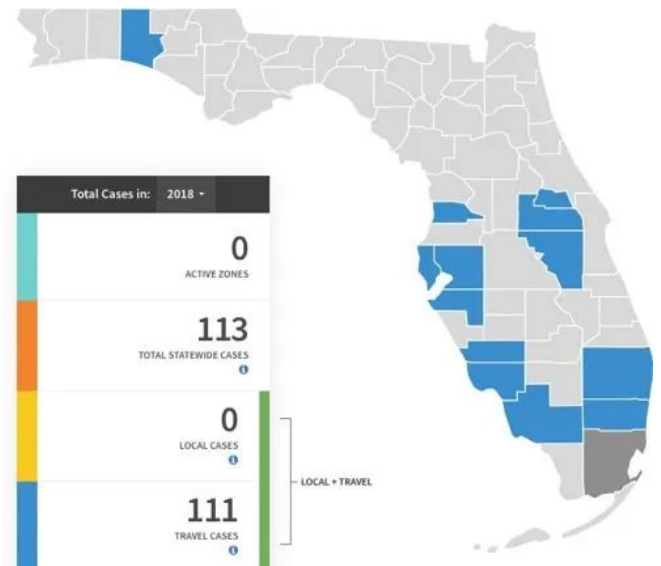 Total Cases in: 2018
0
ACTIVE ZONES
113
TOTAL STATEWIDE CASES
0
LOCAL CASES
LOCAL + TRAVEL
111
TRAVEL CASES